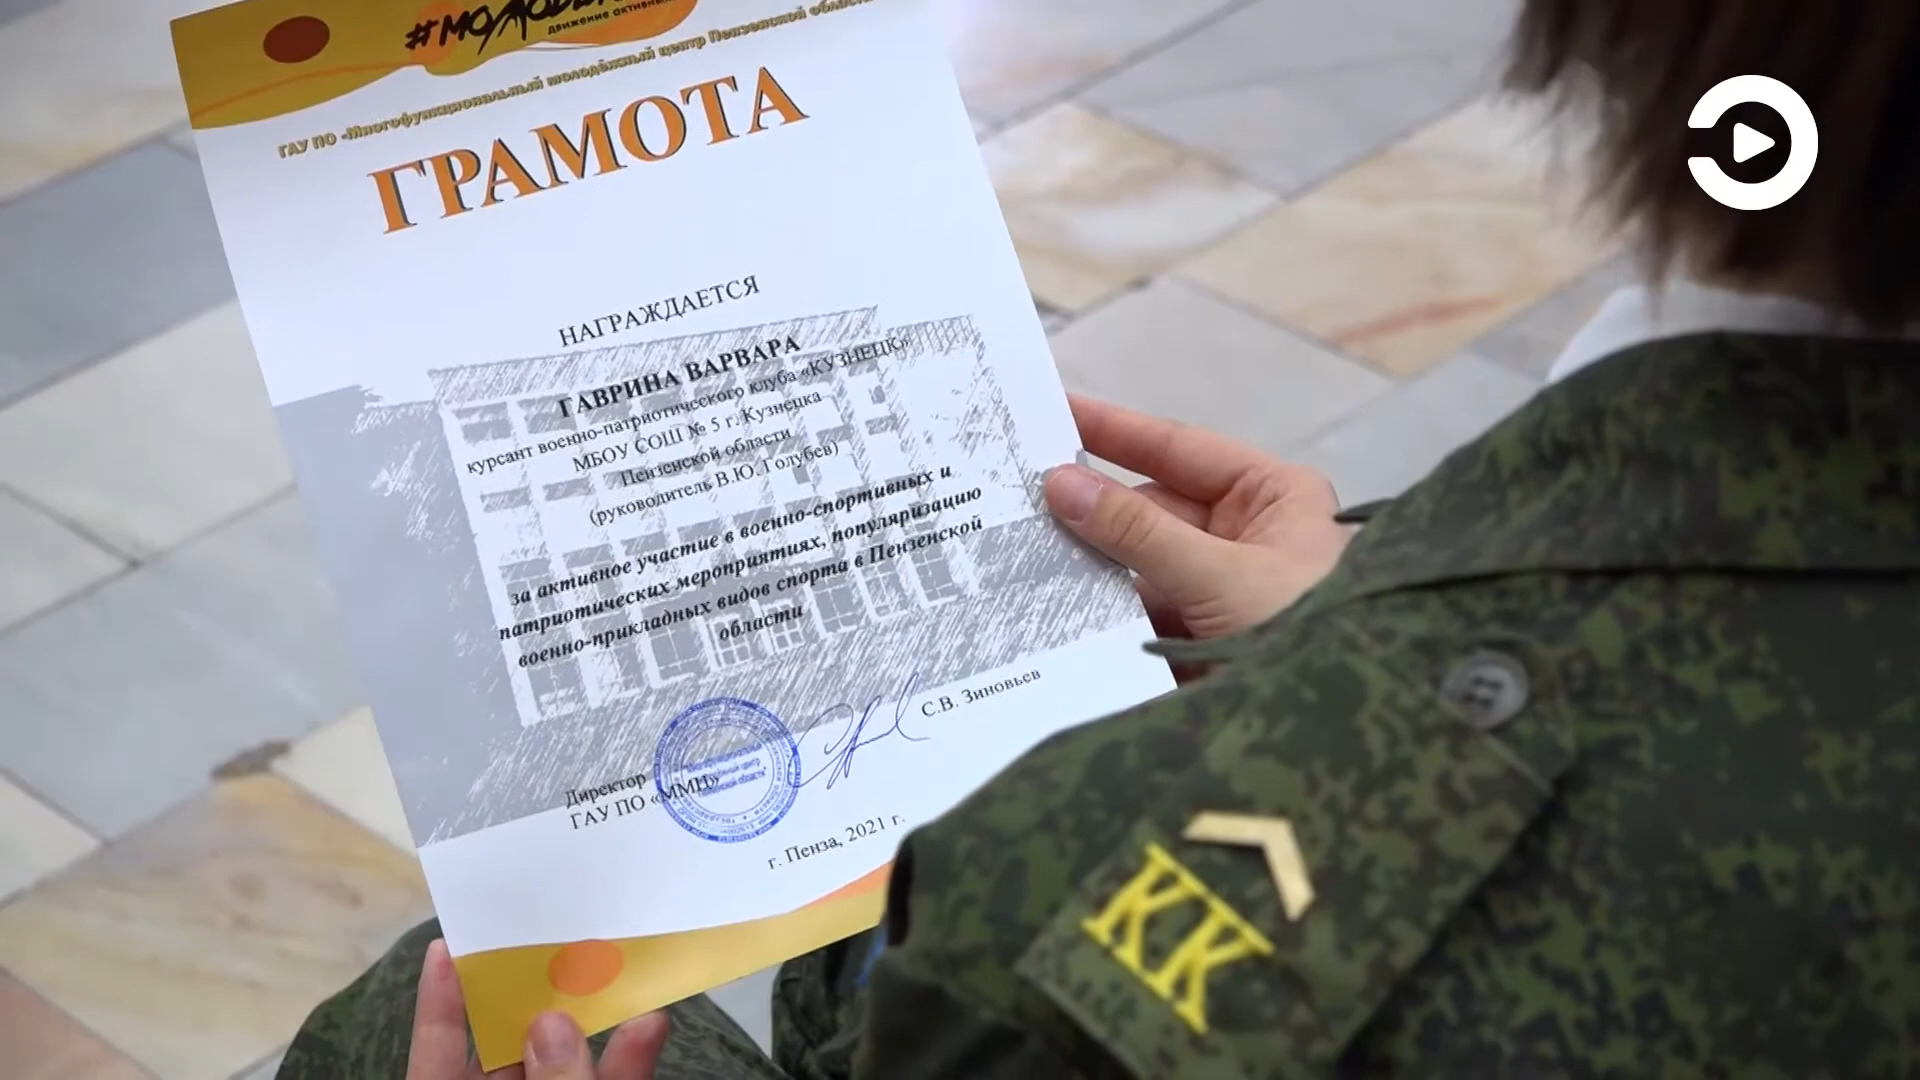 движение активных
ГАУ ПО «Многофункциональный молодёжный центр Пензенской области
ГРАМОТА
НАГРАЖДАЕТСЯ
ГАВРИНА ВАРВАРА
курсант военно-патриотического клуба «КУЗНЕЦК»
МБОУ СОШ № 5 г. Кузнецка
Пензенской области
(руководитель В.Ю. Голубев)
за активное участие в военно-спортивных и
патриотических мероприятиях, популяризацию
военно-прикладных видов спорта в Пензенской
области
С.В. Зиновьев
Директор
ГАУ ПО «ММЦ»
г. Пенза, 2021 г.
КК